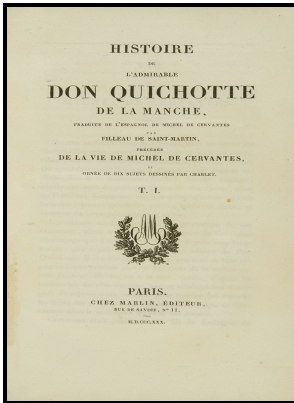 HISTOIRE
DE
L'ADMIRABLE
DON QUICHOTTE
DE LA MANCHE,
TRADUITE DE L'ESPAGNOL DE MICHEL DE CERVANTES
PAR
FILLEAU DE SAINT-MARTIN,
PRÉCÉDÉE
DE LA VIE DE MICHEL DE CERVANTES,
ET
ORNÉE DE DIX SUJETS DESSINÉS PAR CHARLET.
T. I.
AM
PARIS.
CHEZ MARLIN, ÉDITEUR,
RUE DE SAVOIE, Nº 11.
M.D.CCC.XXX.